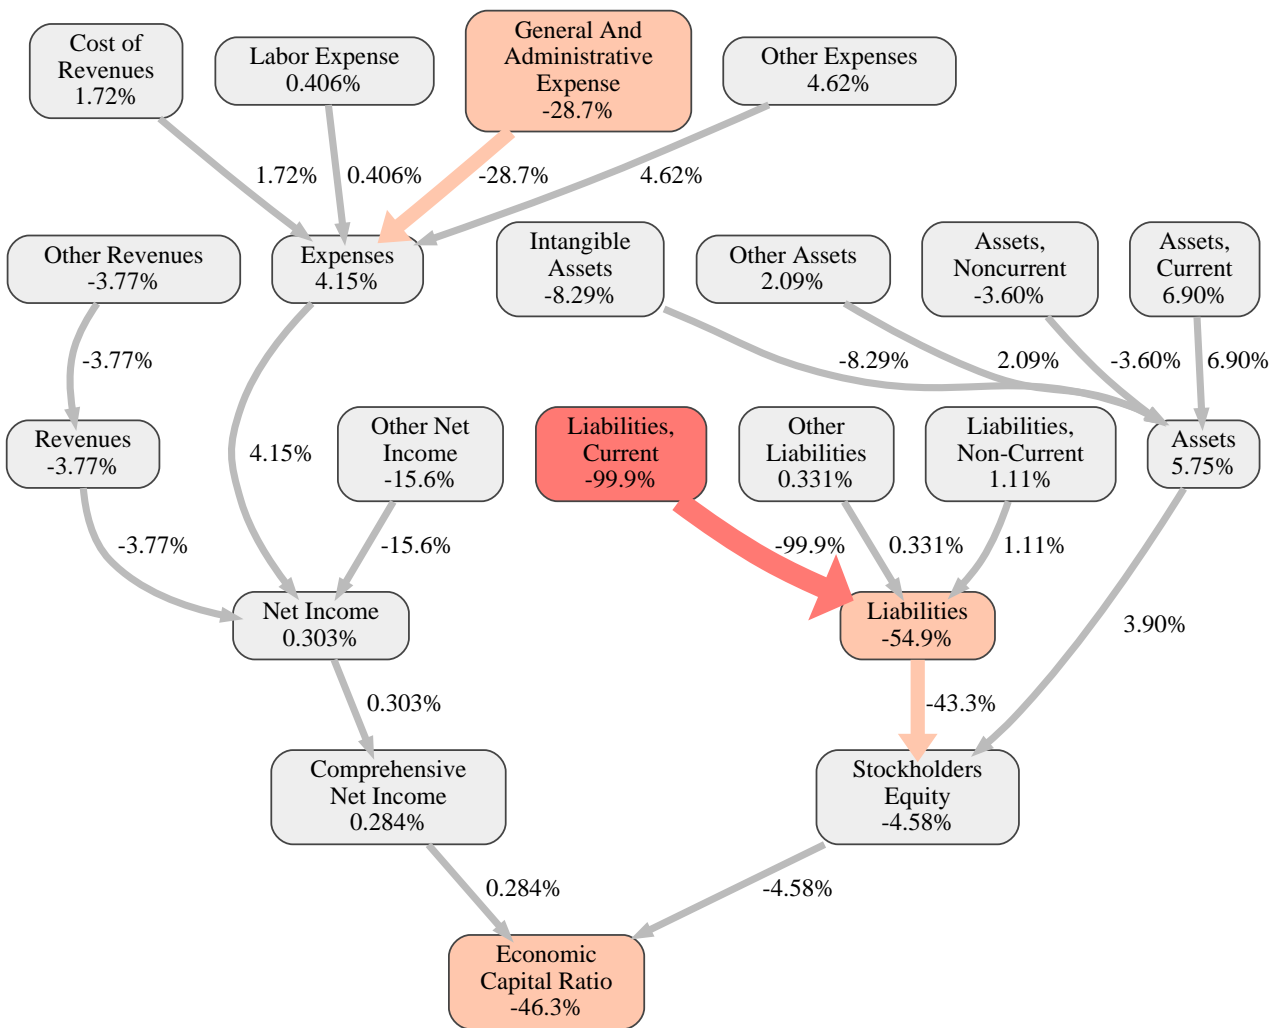 Cost of
Revenues
1.72%
Labor Expense
0.406%
General And
Administrative
Expense
-28.7%
Other Expenses
4.62%
1.72%
0.406%
-28.7%
4.62%
Other Revenues
-3.77%
Expenses
4.15%
Intangible
Assets
-8.29%
Other Assets
2.09%
Assets,
Noncurrent
-3.60%
Assets,
Current
6.90%
-3.77%
-8.29%
2.09%
-3.60%
6.90%
Revenues
-3.77%
4.15%
Other Net
Income
-15.6%
Liabilities,
Current
-99.9%
Other
Liabilities
0.331%
Liabilities,
Non-Current
1.11%
Assets
5.75%
-3.77%
-15.6%
-99.9%
0.331%
1.11%
Net Income
0.303%
Liabilities
-54.9%
3.90%
0.303%
-43.3%
Comprehensive
Net Income
0.284%
Stockholders
Equity
-4.58%
0.284%
-4.58%
Economic
Capital Ratio
-46.3%